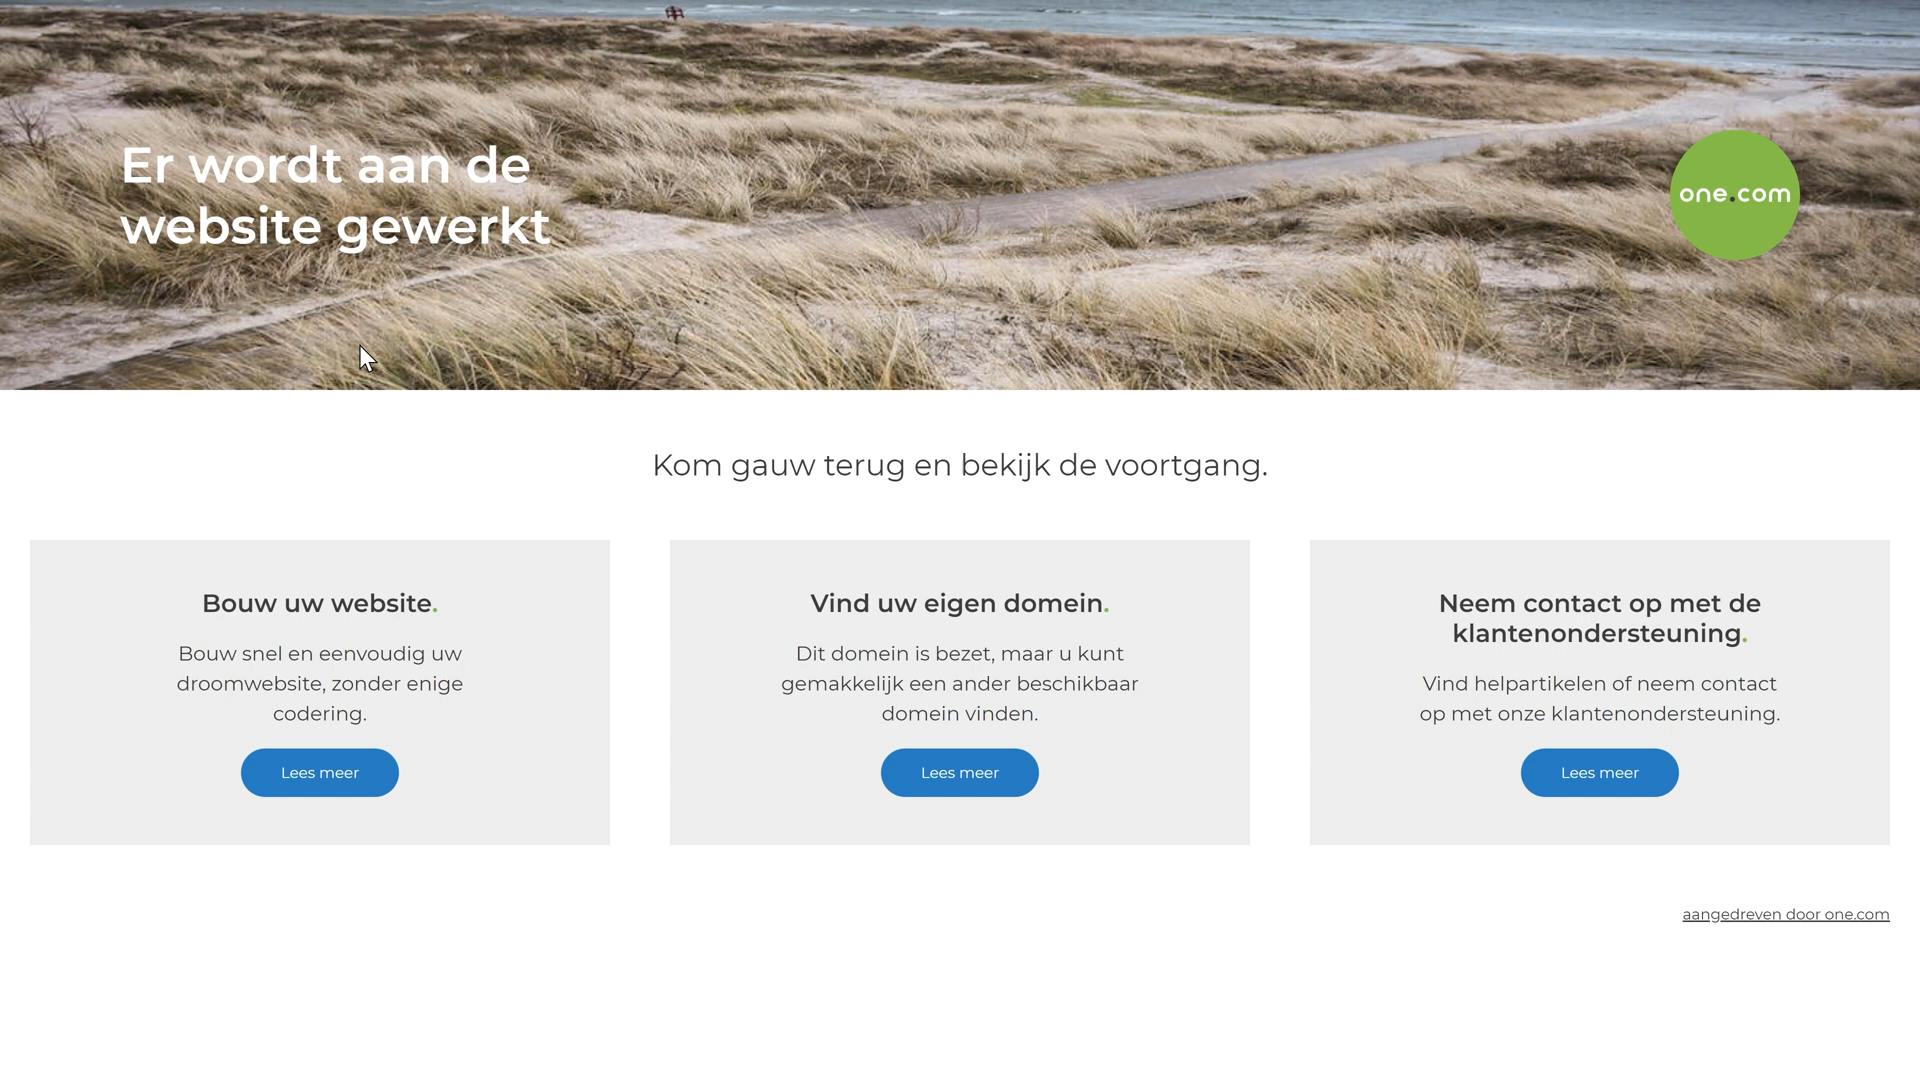 Er wordt aan de
website gewerkt
one.com
Kom gauw terug en bekijk de voortgang.
Bouw uw website.
Bouw snel en eenvoudig uw
droomwebsite, zonder enige
codering.
Lees meer
Vind uw eigen domein.
Dit domein is bezet, maar u kunt
gemakkelijk een ander beschikbaar
domein vinden.
Lees meer
Neem contact op met de
klantenondersteuning.
Vind helpartikelen of neem contact
op met onze klantenondersteuning.
Lees meer
aangedreven door one.com